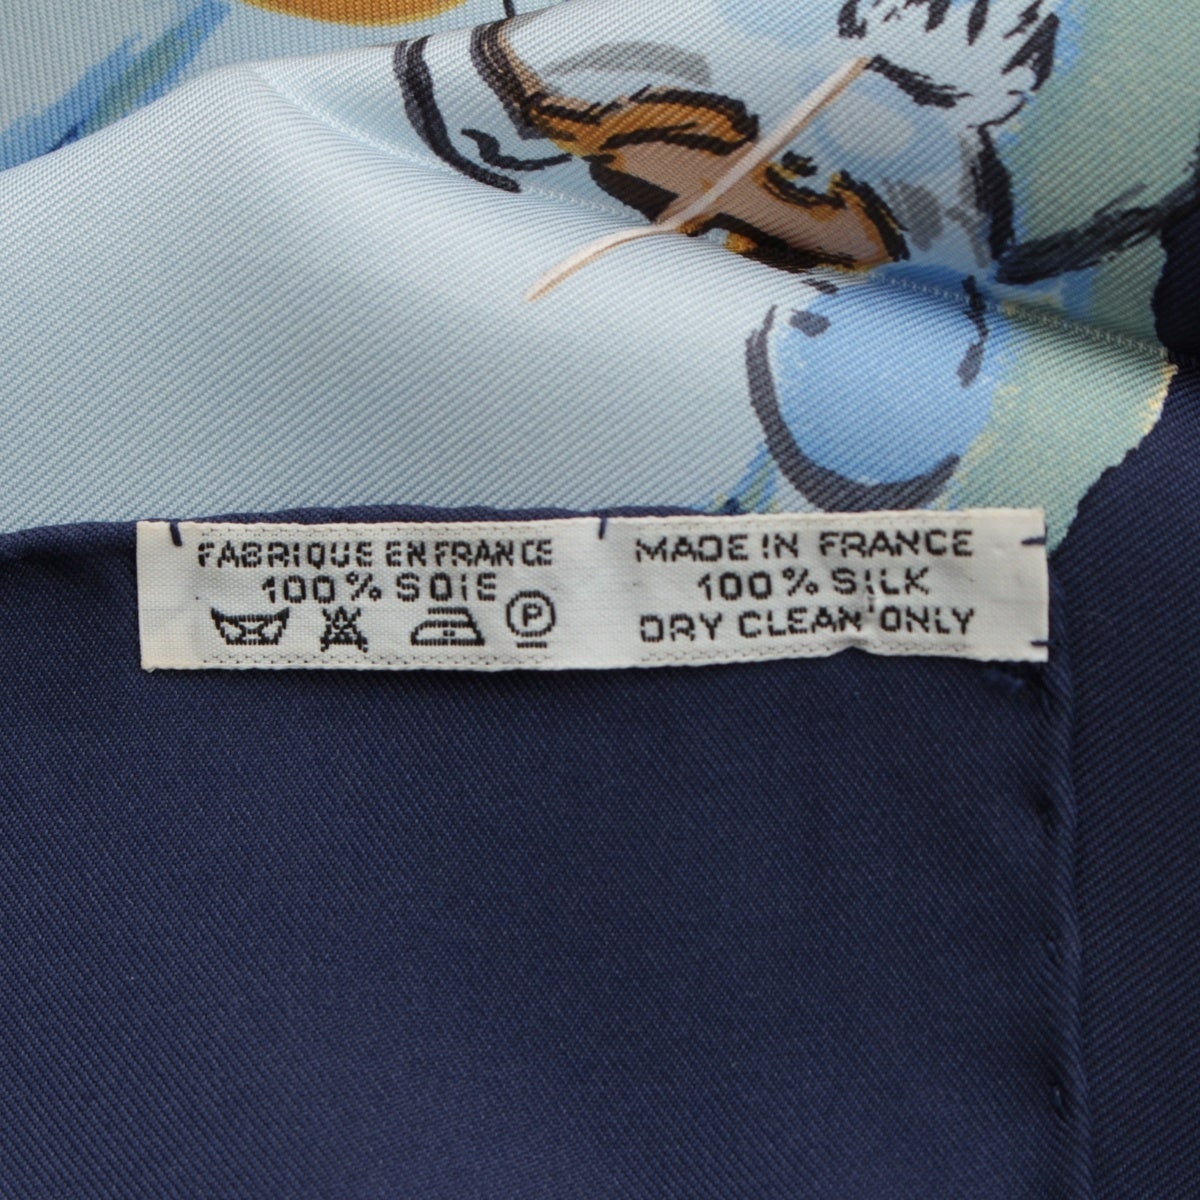 FABRIQUE EN FRANCE
100% SOIE
P
MADE IN FRANCE
100% SILK
DRY CLEAN ONLY